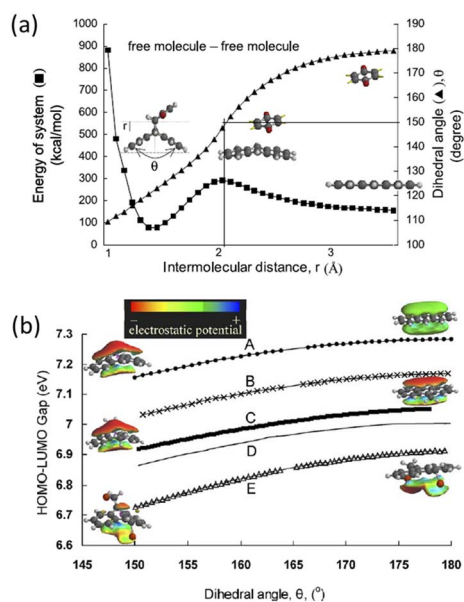 (a)
free molecule – free molecule
Energy of system (■)
(kcal/mol)
1000
900
800
700
600
500
400
300
200
100
0
r
θ
Dihedral angle (▲), θ
(degree)
180
170
160
150
140
130
120
110
100
1 2 3
Intermolecular distance, r (Å)
(b)
− +
electrostatic potential
HOMO-LUMO Gap (eV)
7.3
7.2
7.1
7
6.9
6.8
6.7
6.6
A
B
C
D
E
145 150 155 160 165 170 175 180
Dihedral angle, θ, (°)